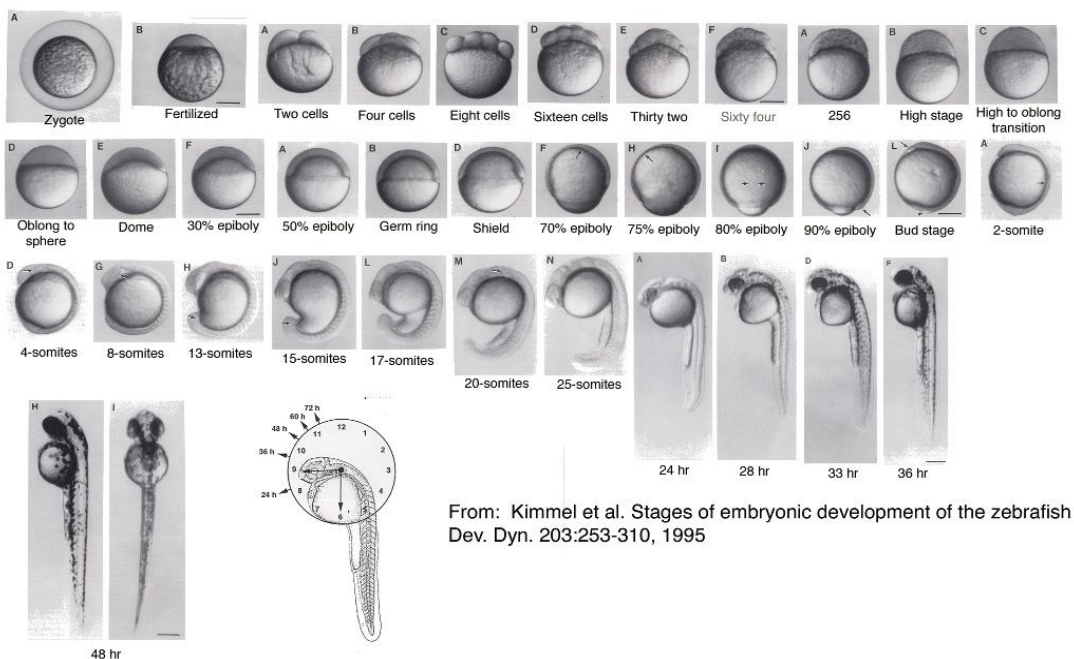 A
B
A
B
C
D
E
F
A
B
C
Zygote
Fertilized
Two cells
Four cells
Eight cells
Sixteen cells
Thirty two
Sixty four
256
High stage
High to oblong
transition
D
E
F
A
B
D
F
H
I
J
L
A
Oblong to
sphere
Dome
30% epiboly
50% epiboly
Germ ring
Shield
70% epiboly
75% epiboly
80% epiboly
90% epiboly
Bud stage
2-somite
D
G
H
J
L
M
N
A
B
D
F
4-somites
8-somites
13-somites
15-somites
17-somites
20-somites
25-somites
24 hr
28 hr
33 hr
36 hr
H
I
48 hr
72 h
60 h
48 h
36 h
24 h
12
1
2
3
4
5
6
7
8
9
10
11
From: Kimmel et al. Stages of embryonic development of the zebrafish
Dev. Dyn. 203:253-310, 1995